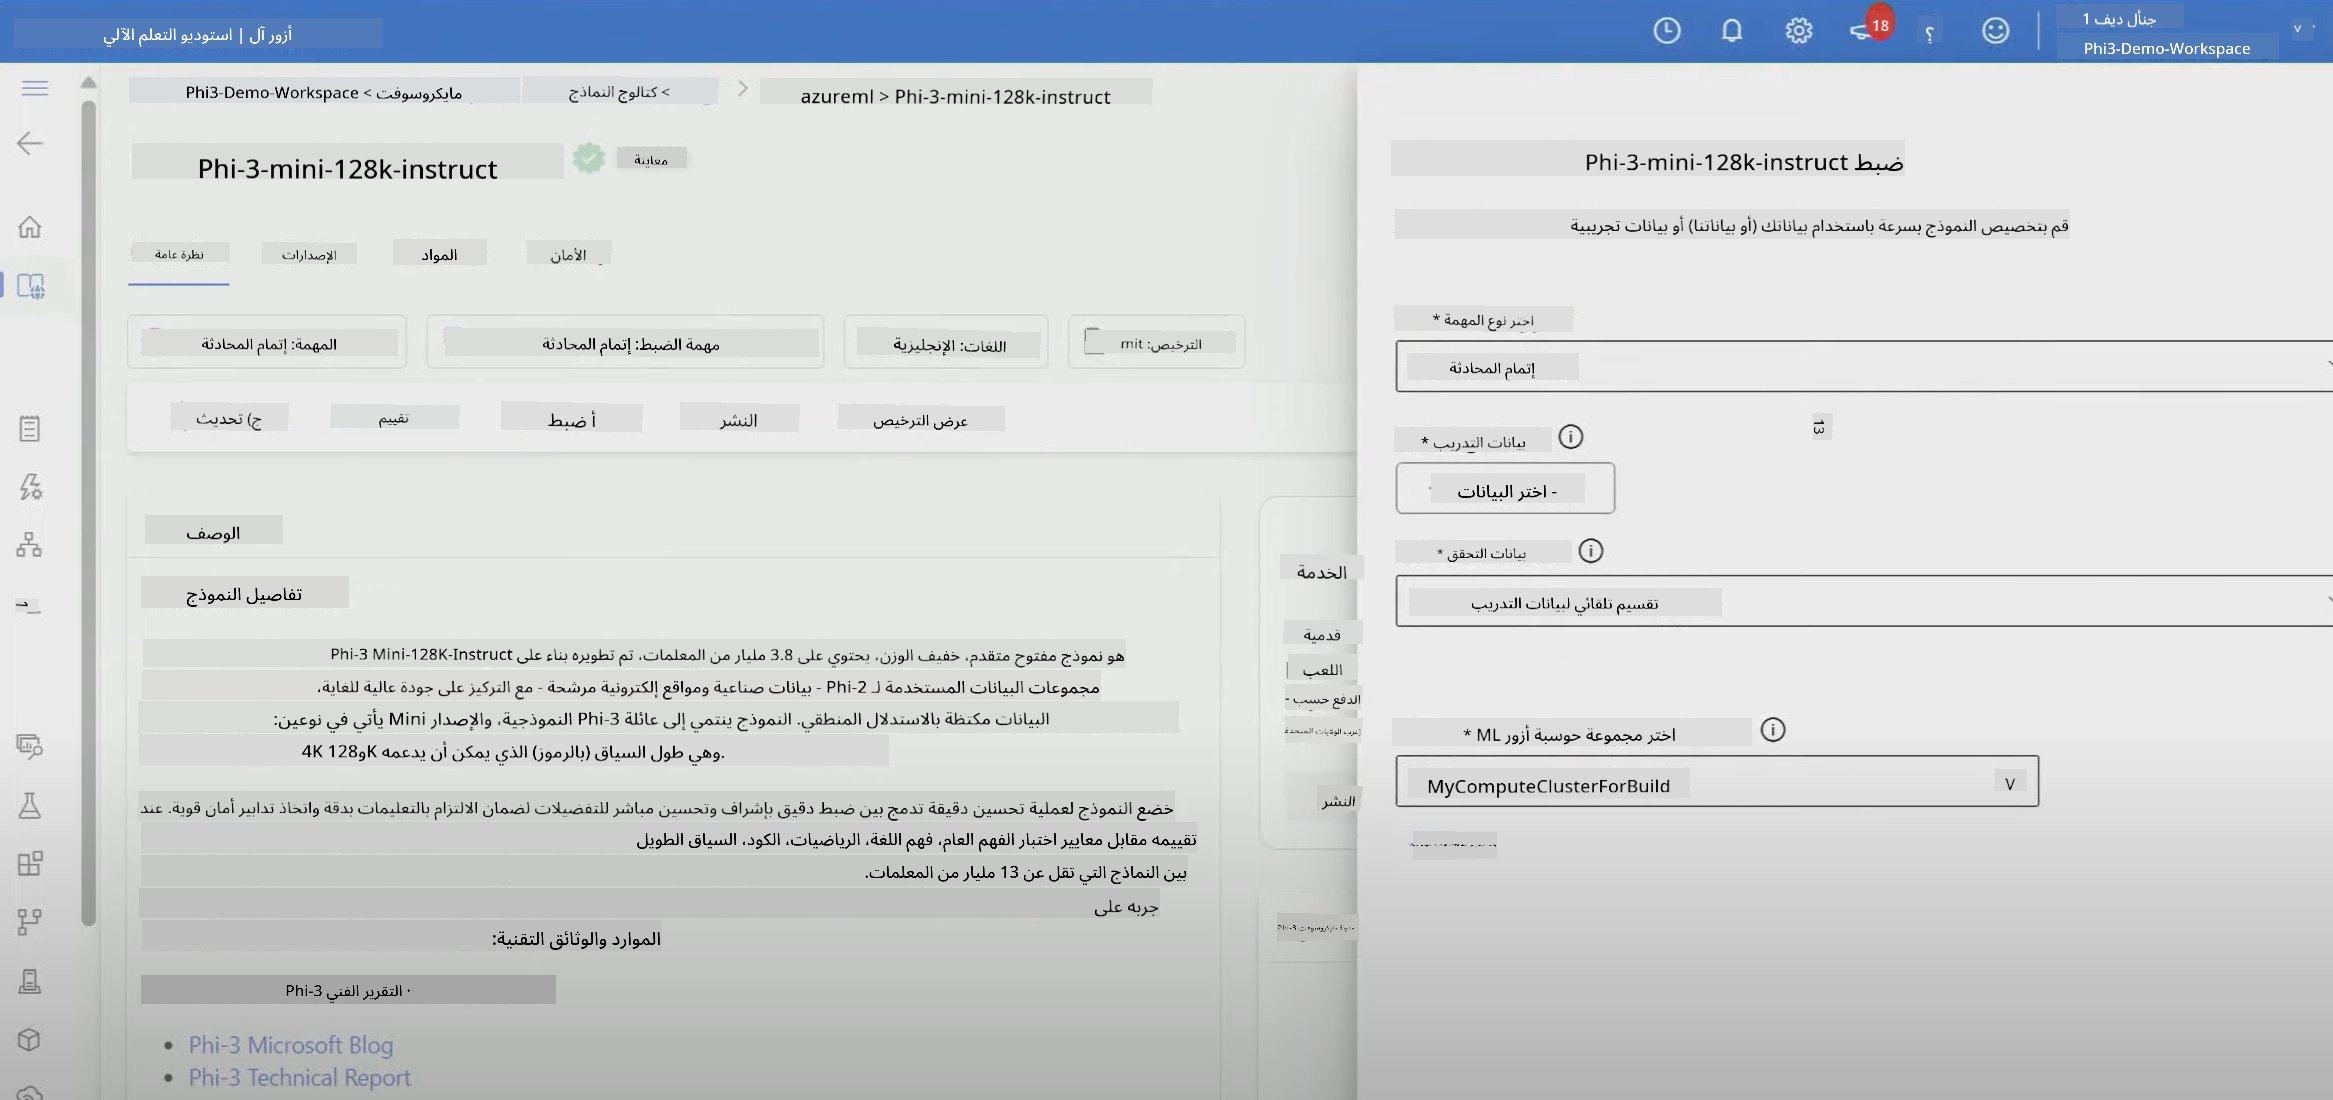 أزور آل | استوديو التعلم الآلي
18
؟
جنأل ديف 1
Phi3-Demo-Workspace
Phi3-Demo-Workspace < مايكروسوفت
كتالوج النماذج >
azureml > Phi-3-mini-128k-instruct
Phi-3-mini-128k-instruct
معاينة
نظرة عامة
الإصدارات
المواد
الأمان
المهمة: إتمام المحادثة
مهمة الضبط: إتمام المحادثة
اللغات: الإنجليزية
الترخيص: mit
ج) تحديث
تقييم
أ ضبط
النشر
عرض الترخيص
الوصف
تفاصيل النموذج
هو نموذج مفتوح متقدم، خفيف الوزن، يحتوي على 3.8 مليار من المعلمات، تم تطويره بناء على Phi-3 Mini-128K-Instruct
مجموعات البيانات المستخدمة لـ Phi-2 - بيانات صناعية ومواقع إلكترونية مرشحة - مع التركيز على جودة عالية للغاية،
البيانات مكتظة بالاستدلال المنطقي. النموذج ينتمي إلى عائلة Phi-3 النموذجية، والإصدار Mini يأتي في نوعين:
4K و128K وهي طول السياق (بالرموز) الذي يمكن أن يدعمه.
خضع النموذج لعملية تحسين دقيقة تدمج بين ضبط دقيق بإشراف وتحسين مباشر للتفضيلات لضمان الالتزام بالتعليمات بدقة واتخاذ تدابير أمان قوية. عند
تقييمه مقابل معايير اختبار الفهم العام، فهم اللغة، الرياضيات، الكود، السياق الطويل
بين النماذج التي تقل عن 13 مليار من المعلمات.
جربه على
الموارد والوثائق التقنية:
· التقرير الفني Phi-3
Phi-3 Microsoft Blog
Phi-3 Technical Report
الخدمة
قدمية
اللعب
الدفع حسب -
غرب الولايات المتحدة
النشر
مدونة مايكروسوفت Phi-3
ضبط Phi-3-mini-128k-instruct
قم بتخصيص النموذج بسرعة باستخدام بياناتك (أو بياناتنا) أو بيانات تجريبية
اختر نوع المهمة *
إتمام المحادثة
13
بيانات التدريب *
- اختر البيانات
بيانات التحقق *
تقسيم تلقائي لبيانات التدريب
اختر مجموعة حوسبة أزور ML *
MyComputeClusterForBuild
V